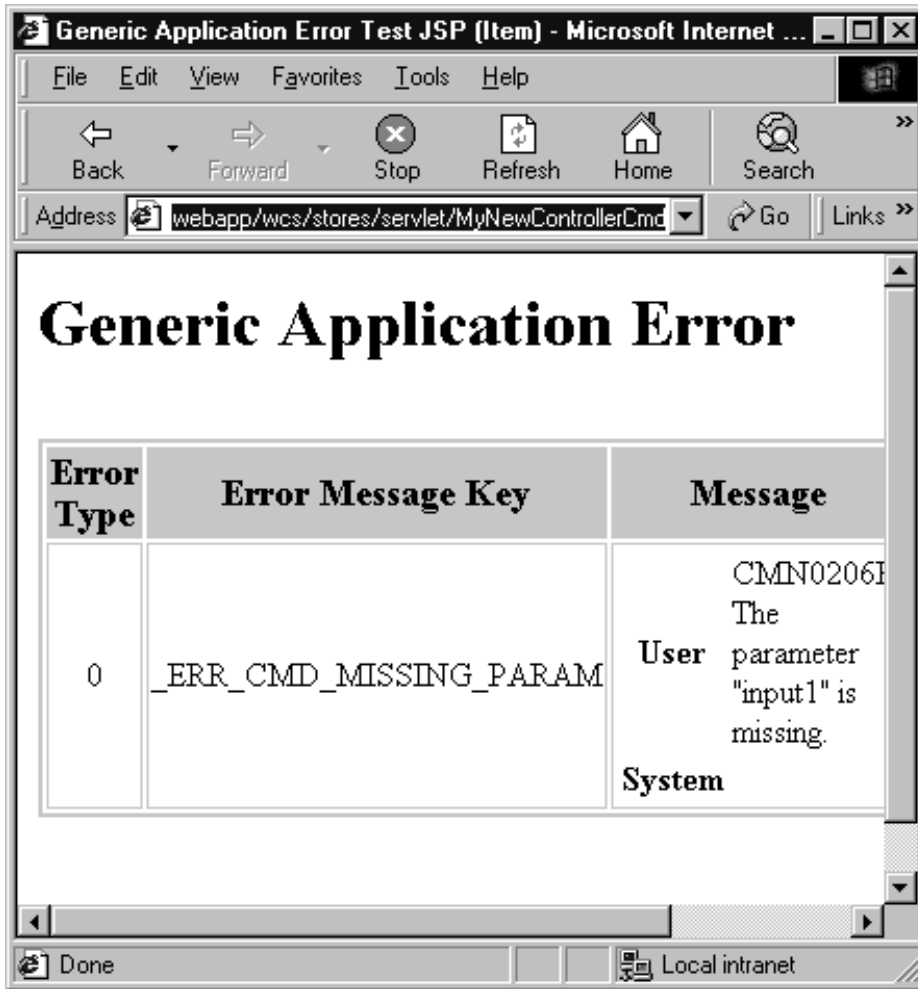 Generic Application Error Test JSP (Item) - Microsoft Internet ...
File Edit View Favorites Tools Help
Back Forward Stop Refresh Home Search »
Address webapp/wcs/stores/servlet/MyNewControllerCmd Go Links »
Generic Application Error
Error Type
Error Message Key
Message
0
_ERR_CMD_MISSING_PARAM
User
CMN0206E
The
parameter
"input1" is
missing.
System
Done
Local intranet